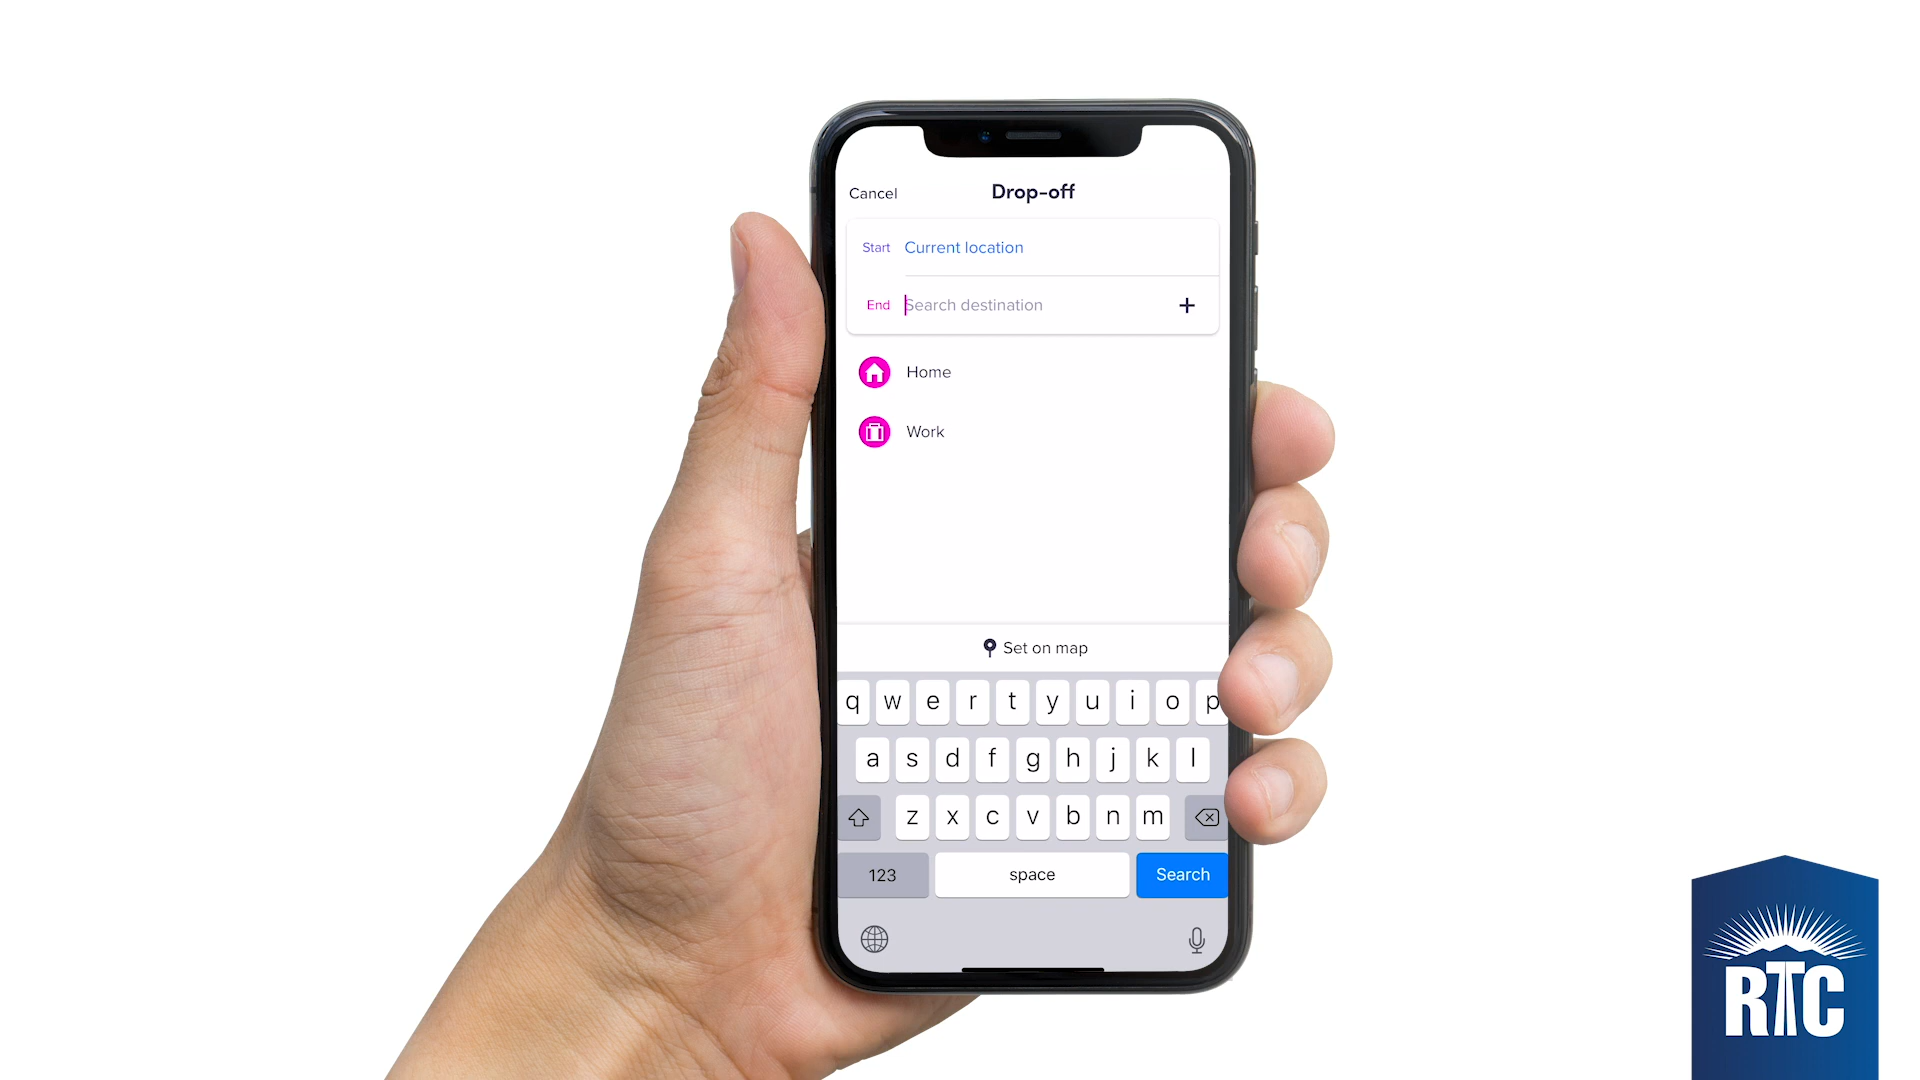 Cancel Drop-off
Start Current location
End Search destination +
Home
Work
Set on map
q w e r t y u i o p
a s d f g h j k l
z x c v b n m
123 space Search
RTC